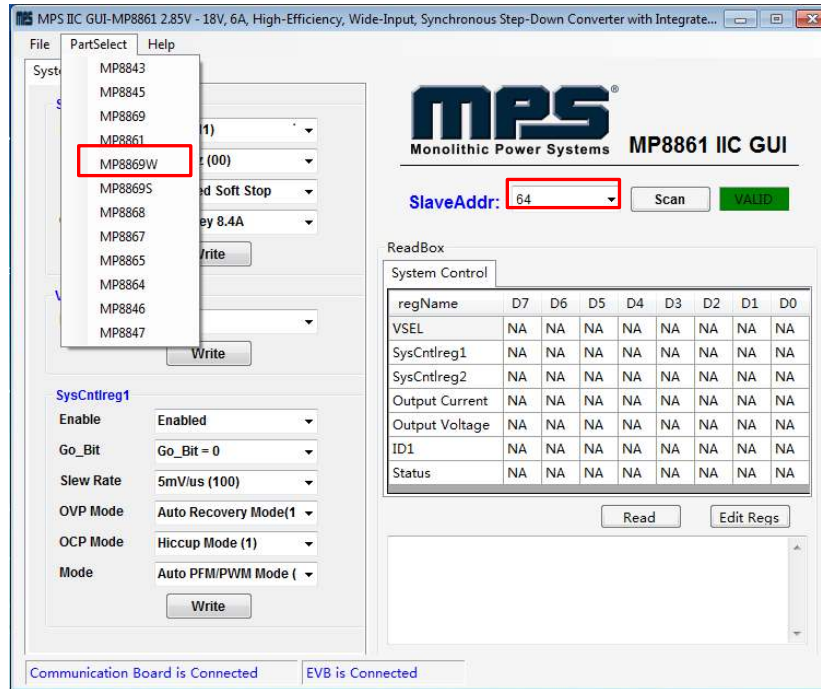 MPS IIC GUI-MP8861 2.85V - 18V, 6A, High-Efficiency, Wide-Input, Synchronous Step-Down Converter with Integrate...
File PartSelect Help
MP8843
MP8845
MP8869
MP8861
MP8869W
MP8869S
MP8868
MP8867
MP8865
MP8864
MP8846
MP8847
Syst
1)
(00)
ed Soft Stop
ey 8.4A
Write
Write
SysCntlreg1
Enable Enabled
Go_Bit Go_Bit = 0
Slew Rate 5mV/us (100)
OVP Mode Auto Recovery Mode(1
OCP Mode Hiccup Mode (1)
Mode Auto PFM/PWM Mode (
Write
mps®
Monolithic Power Systems MP8861 IIC GUI
SlaveAddr: 64 Scan VALID
ReadBox
System Control
regName D7 D6 D5 D4 D3 D2 D1 D0
VSEL NA NA NA NA NA NA NA NA
SysCntlreg1 NA NA NA NA NA NA NA NA
SysCntlreg2 NA NA NA NA NA NA NA NA
Output Current NA NA NA NA NA NA NA NA
Output Voltage NA NA NA NA NA NA NA NA
ID1 NA NA NA NA NA NA NA NA
Status NA NA NA NA NA NA NA NA
Read Edit Regs
Communication Board is Connected EVB is Connected